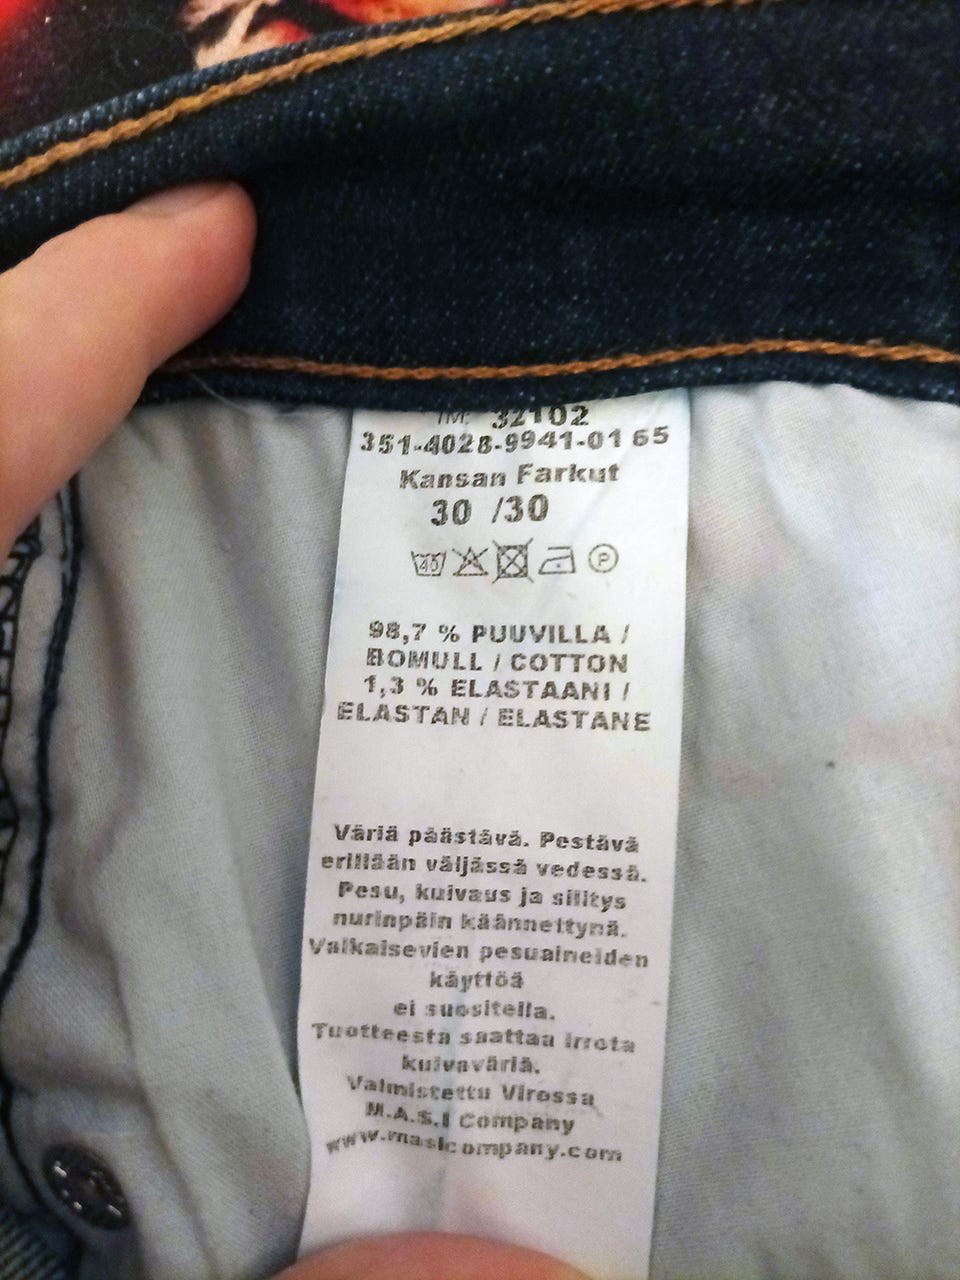 TM: 32102
351-4028-9941-01 65
Kansan Farkut
30 /30
40 P
98,7 % PUUVILLA /
BOMULL / COTTON
1,3 % ELASTAANI /
ELASTAN / ELASTANE
Väriä päästävä. Pestävä
erillään väljässä vedessä.
Pesu, kuivaus ja silitys
nurinpäin käännettynä.
Valkaisevien pesuaineiden
käyttöä
ei suositella.
Tuotteesta saattaa irrota
kuivaväriä.
Valmistettu Virossa
M.A.S.I Company
www.masicompany.com